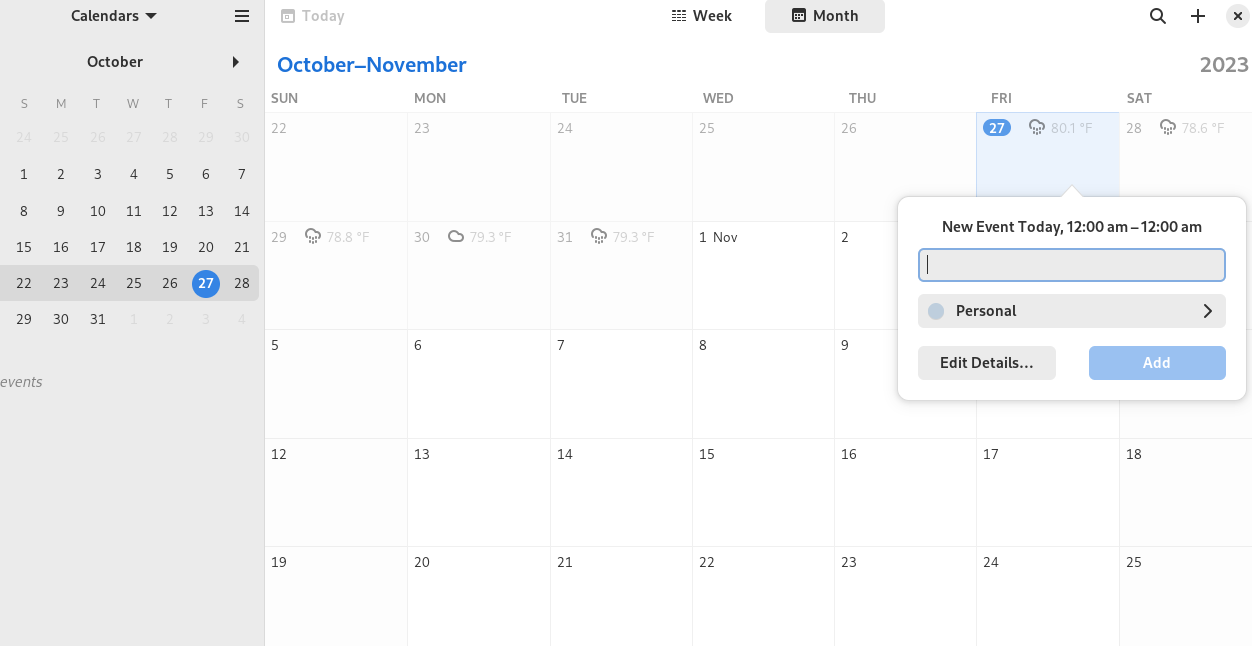 Calendars
Today
Week
Month
October
October–November
2023
S M T W T F S
24 25 26 27 28 29 30
1 2 3 4 5 6 7
8 9 10 11 12 13 14
15 16 17 18 19 20 21
22 23 24 25 26 27 28
29 30 31 1 2 3 4
events
SUN MON TUE WED THU FRI SAT
22 23 24 25 26 27 80.1 °F 28 78.6 °F
29 78.8 °F 30 79.3 °F 31 79.3 °F 1 Nov 2
New Event Today, 12:00 am – 12:00 am
Personal
Edit Details... Add
5 6 7 8 9
12 13 14 15 16 17 18
19 20 21 22 23 24 25